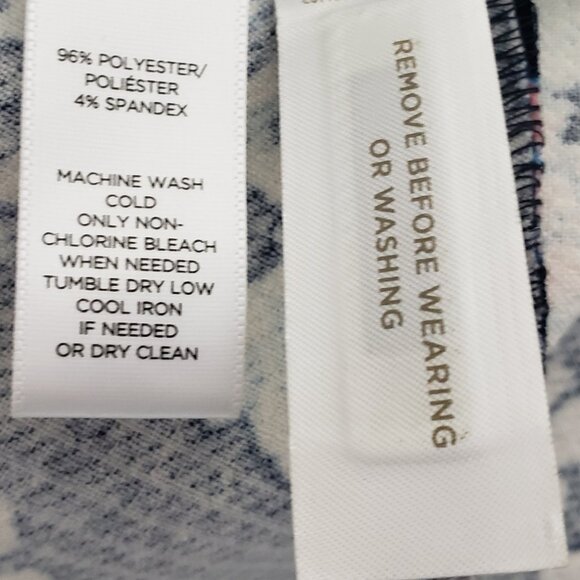 96% POLYESTER/
POLIÉSTER
4% SPANDEX
MACHINE WASH
COLD
ONLY NON-
CHLORINE BLEACH
WHEN NEEDED
TUMBLE DRY LOW
COOL IRON
IF NEEDED
OR DRY CLEAN
REMOVE BEFORE WEARING
OR WASHING